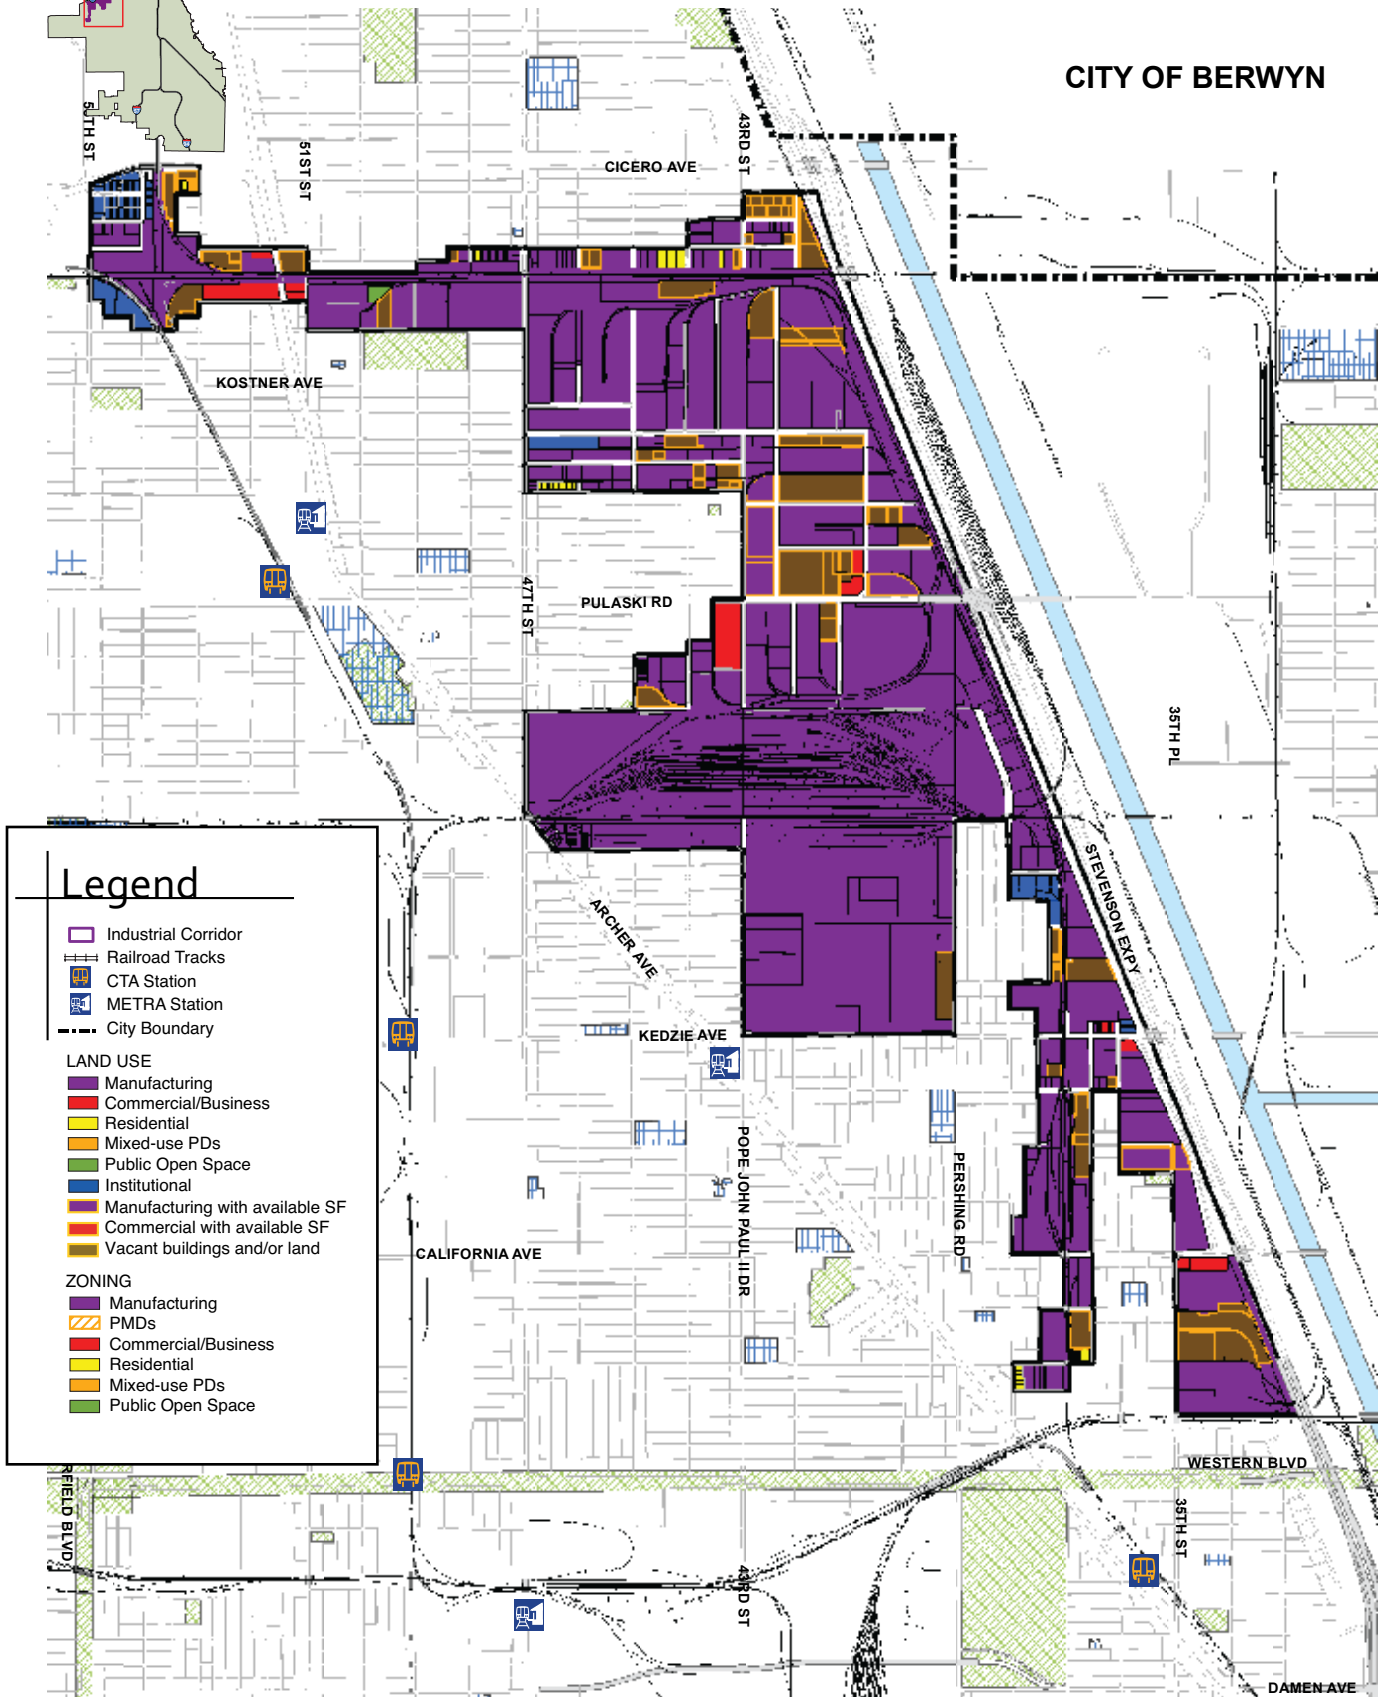 CITY OF BERWYN
51ST ST
43RD ST
CICERO AVE
KOSTNER AVE
47TH ST
PULASKI RD
35TH PL
STEVENSON EXPY
ARCHER AVE
KEDZIE AVE
POPE JOHN PAUL II DR
PERSHING RD
CALIFORNIA AVE
WESTERN BLVD
RFIELD BLVD
43RD ST
35TH ST
DAMEN AVE
Legend
Industrial Corridor
Railroad Tracks
CTA Station
METRA Station
City Boundary
LAND USE
Manufacturing
Commercial/Business
Residential
Mixed-use PDs
Public Open Space
Institutional
Manufacturing with available SF
Commercial with available SF
Vacant buildings and/or land
ZONING
Manufacturing
PMDs
Commercial/Business
Residential
Mixed-use PDs
Public Open Space